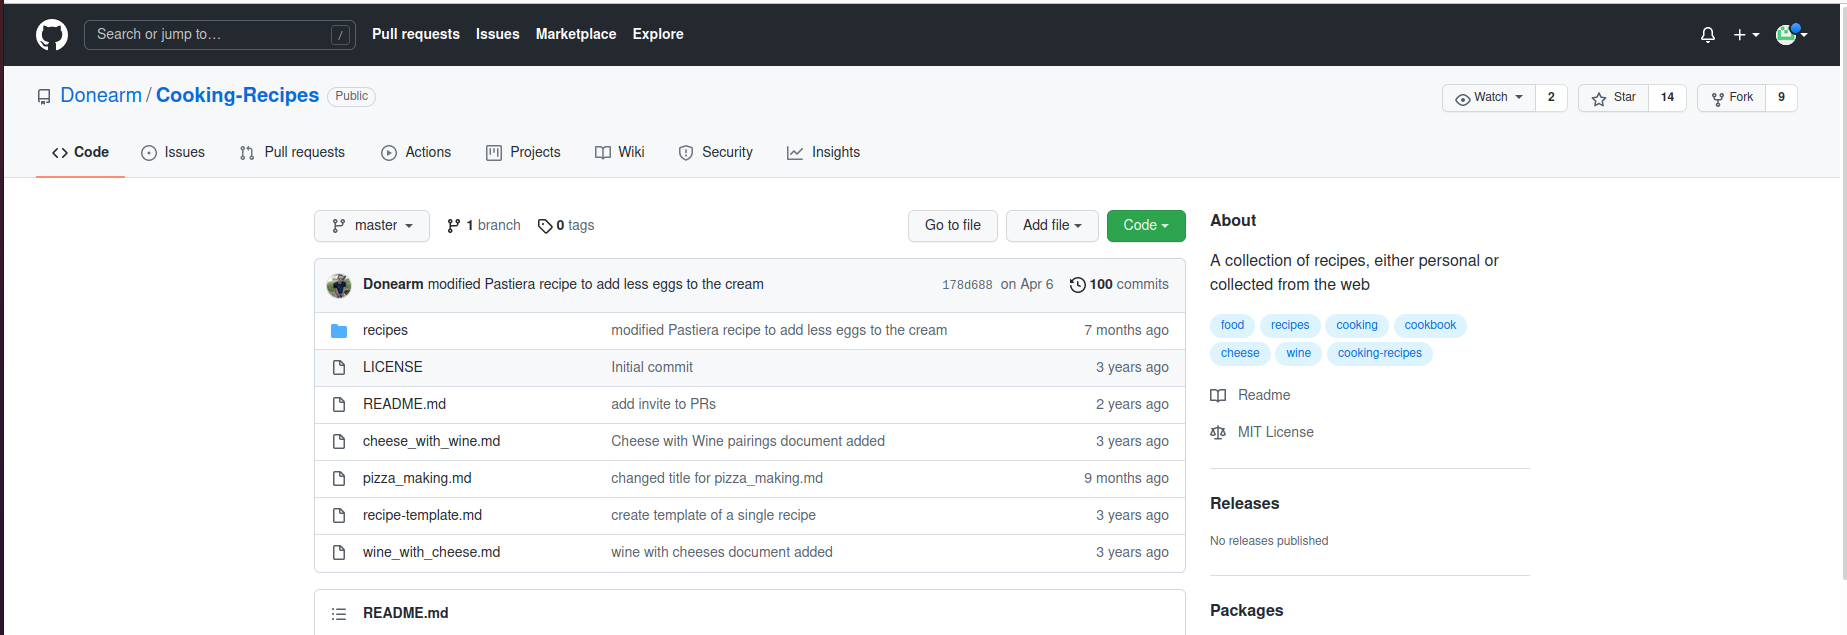 Search or jump to… / Pull requests Issues Marketplace Explore
Donearm / Cooking-Recipes Public Watch 2 Star 14 Fork 9
Code Issues Pull requests Actions Projects Wiki Security Insights
master 1 branch 0 tags Go to file Add file Code
Donearm modified Pastiera recipe to add less eggs to the cream 178d688 on Apr 6 100 commits
recipes modified Pastiera recipe to add less eggs to the cream 7 months ago
LICENSE Initial commit 3 years ago
README.md add invite to PRs 2 years ago
cheese_with_wine.md Cheese with Wine pairings document added 3 years ago
pizza_making.md changed title for pizza_making.md 9 months ago
recipe-template.md create template of a single recipe 3 years ago
wine_with_cheese.md wine with cheeses document added 3 years ago
README.md
About
A collection of recipes, either personal or
collected from the web
food recipes cooking cookbook
cheese wine cooking-recipes
Readme
MIT License
Releases
No releases published
Packages